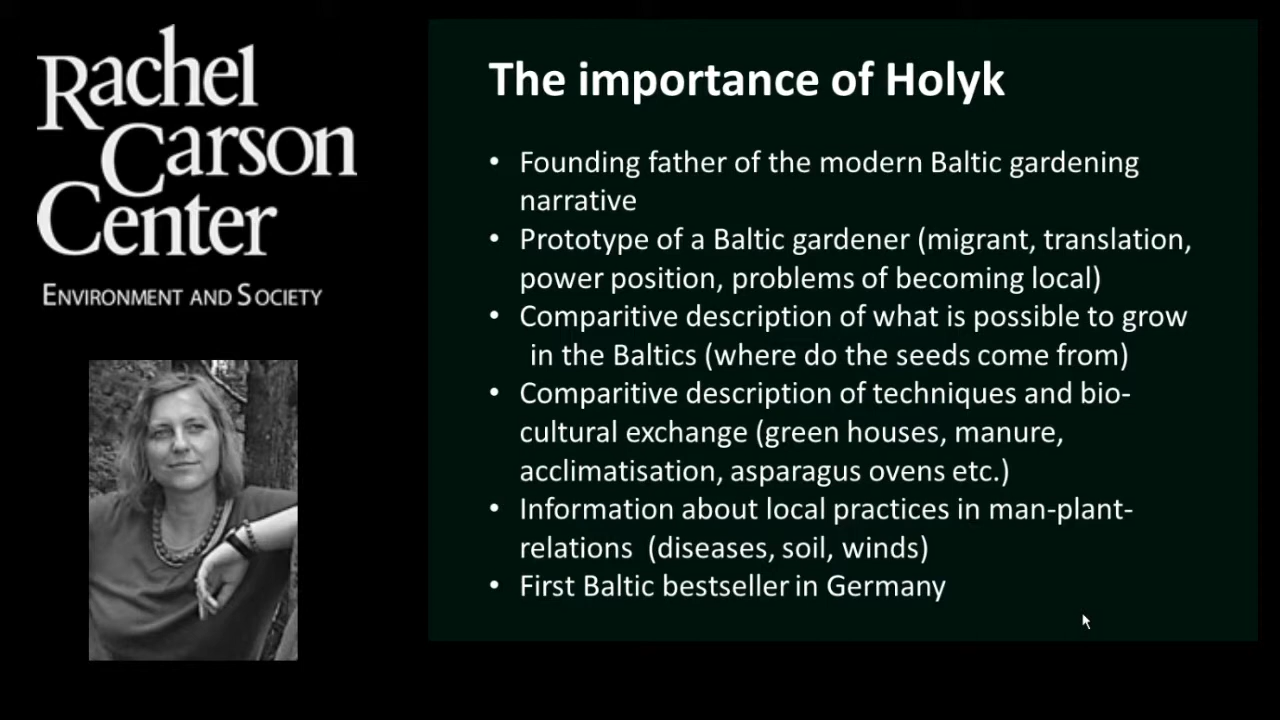 Rachel
Carson
Center
ENVIRONMENT AND SOCIETY
The importance of Holyk
• Founding father of the modern Baltic gardening
narrative
• Prototype of a Baltic gardener (migrant, translation,
power position, problems of becoming local)
• Comparitive description of what is possible to grow
in the Baltics (where do the seeds come from)
• Comparitive description of techniques and bio-
cultural exchange (green houses, manure,
acclimatisation, asparagus ovens etc.)
• Information about local practices in man-plant-
relations (diseases, soil, winds)
• First Baltic bestseller in Germany